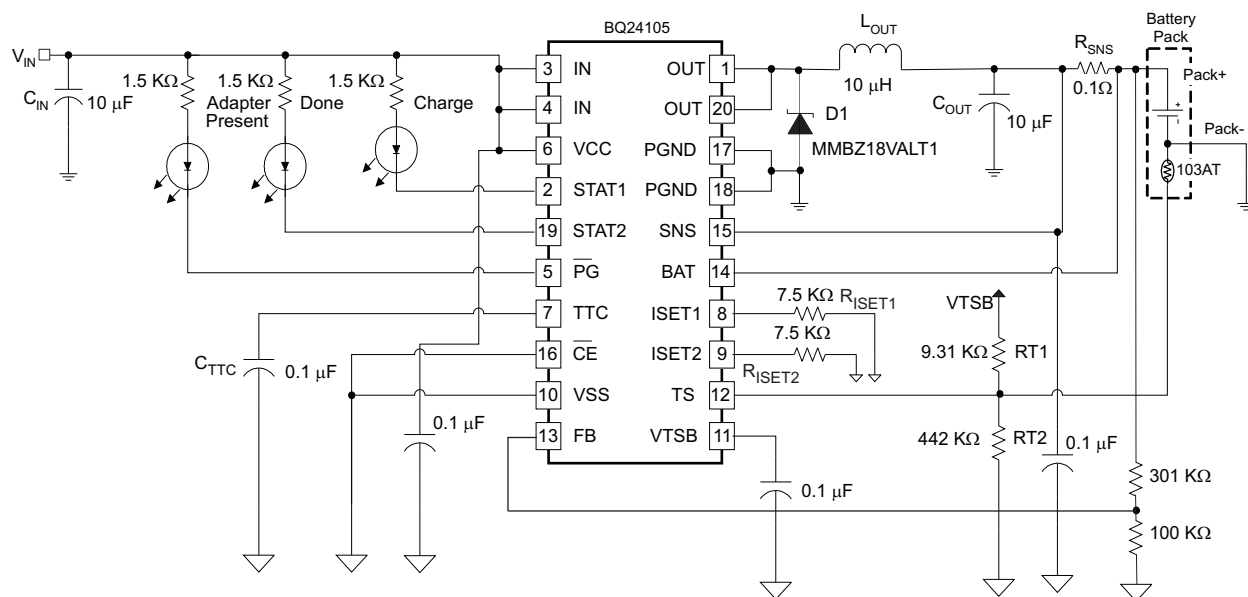 BQ24105
L_OUT
Battery
Pack
V_IN
R_SNS
Pack+
1.5 KΩ
1.5 KΩ
1.5 KΩ
3 IN
OUT 1
10 μH
0.1Ω
C_IN
10 μF
Adapter
Present
Done
Charge
4 IN
OUT 20
D1
C_OUT
10 μF
+
Pack-
6 VCC
PGND 17
MMBZ18VALT1
103AT
2 STAT1
PGND 18
19 STAT2
SNS 15
5 PG
BAT 14
7 TTC
ISET1 8
7.5 KΩ
R_ISET1
VTSB
7.5 KΩ
16 CE
ISET2 9
R_ISET2
9.31 KΩ
RT1
C_TTC
0.1 μF
10 VSS
TS 12
0.1 μF
13 FB
VTSB 11
442 KΩ
RT2
0.1 μF
0.1 μF
301 KΩ
100 KΩ